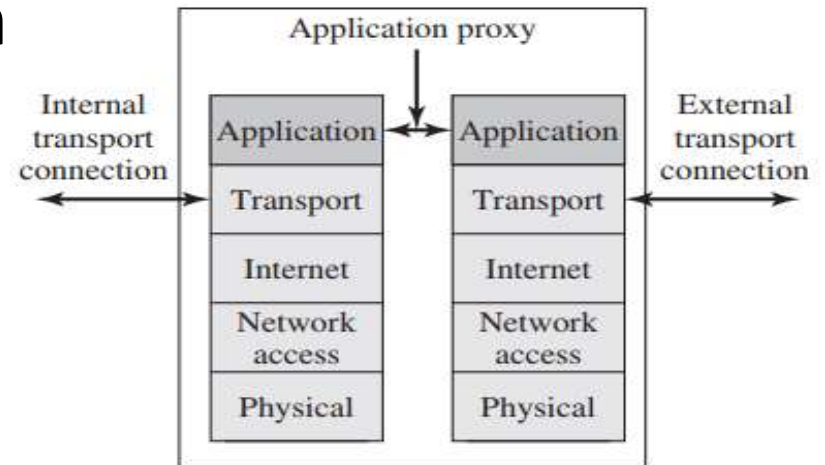 n
Application proxy
Internal
transport
connection
External
transport
connection
Application
Transport
Internet
Network
access
Physical
Application
Transport
Internet
Network
access
Physical